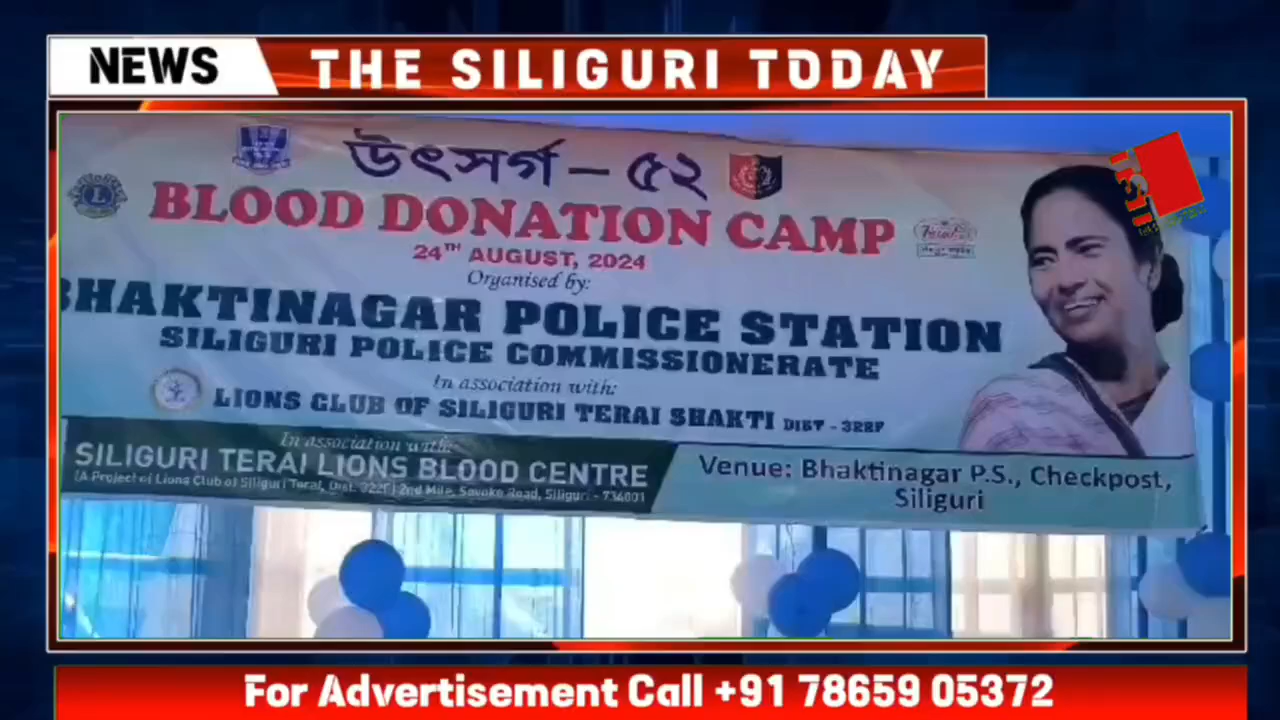 NEWS THE SILIGURI TODAY
উৎসর্গ – ৫২
BLOOD DONATION CAMP
24TH AUGUST, 2024
Organised by:
BHAKTINAGAR POLICE STATION
SILIGURI POLICE COMMISSIONERATE
In association with:
LIONS CLUB OF SILIGURI TERAI SHAKTI DIST - 322F
In association with:
SILIGURI TERAI LIONS BLOOD CENTRE
(A Project of Lions Club of Siliguri Terai, Dist. 322F) 2nd Mile, Sevoke Road, Siliguri - 734001
Venue: Bhaktinagar P.S., Checkpost,
Siliguri
For Advertisement Call +91 78659 05372